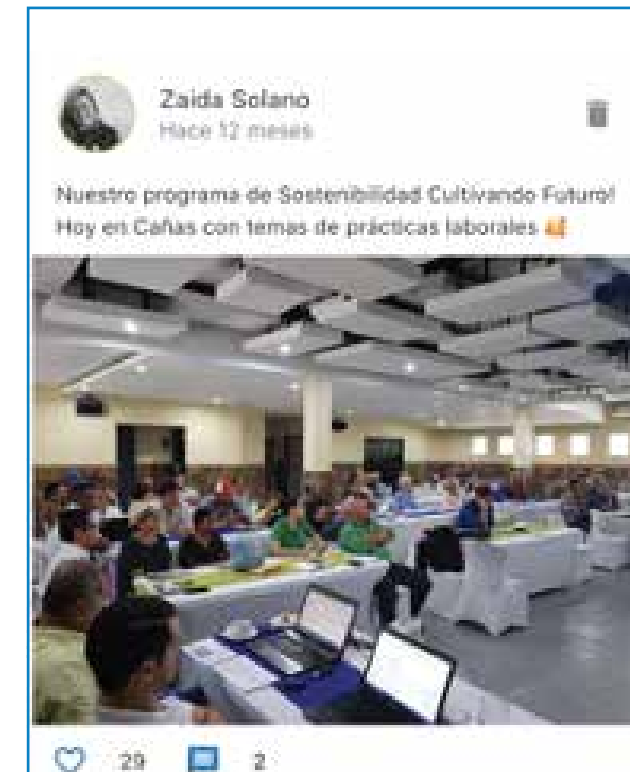 Zaida Solano
Hace 12 meses
Nuestro programa de Sostenibilidad Cultivando Futuro!
Hoy en Cañas con temas de prácticas laborales 🥰
29 2